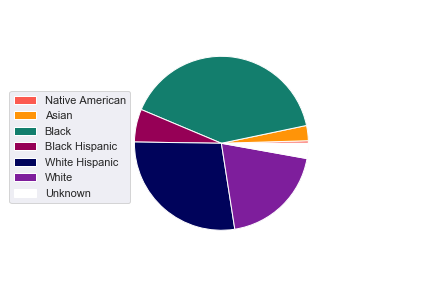 Native American
Asian
Black
Black Hispanic
White Hispanic
White
Unknown